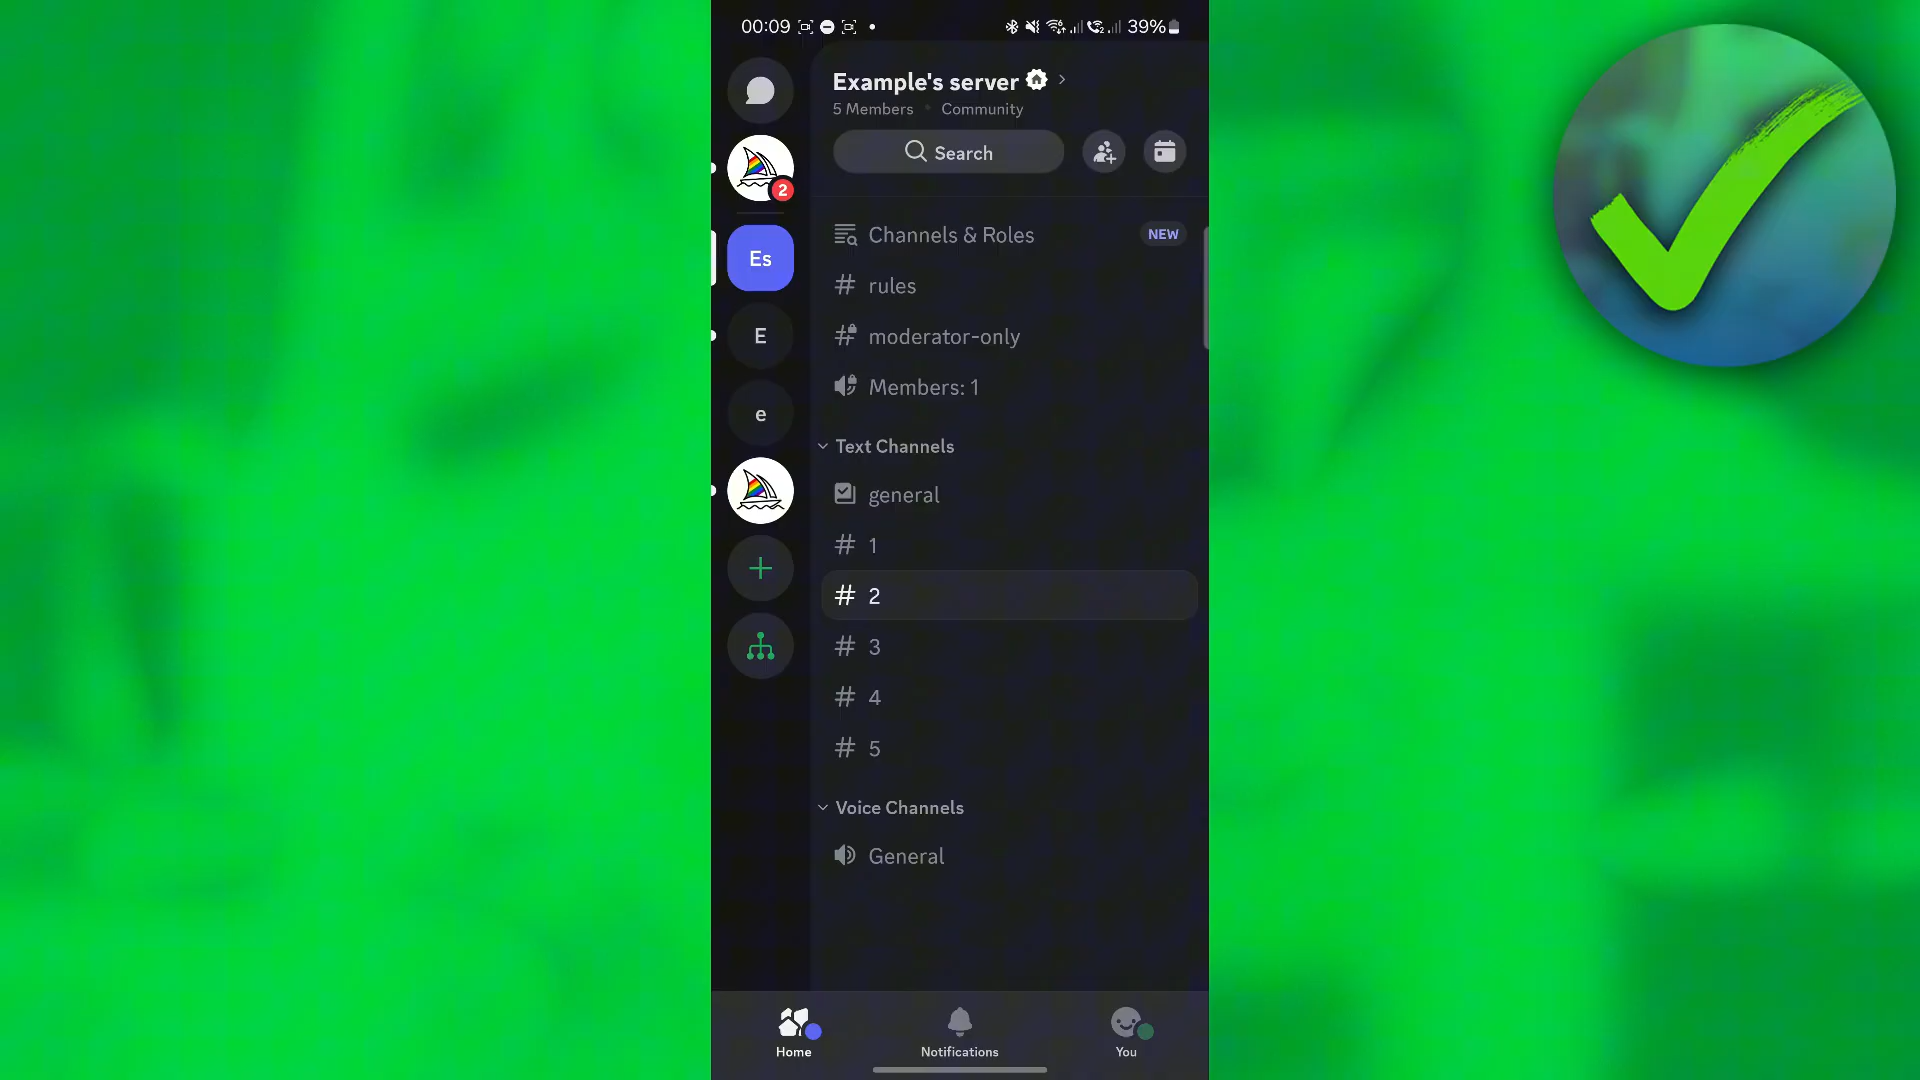 00:09
39%
Example's server
5 Members • Community
Search
2
Channels & Roles
NEW
Es
rules
E
moderator-only
Members: 1
e
Text Channels
general
# 1
# 2
# 3
# 4
# 5
Voice Channels
General
Home
Notifications
You